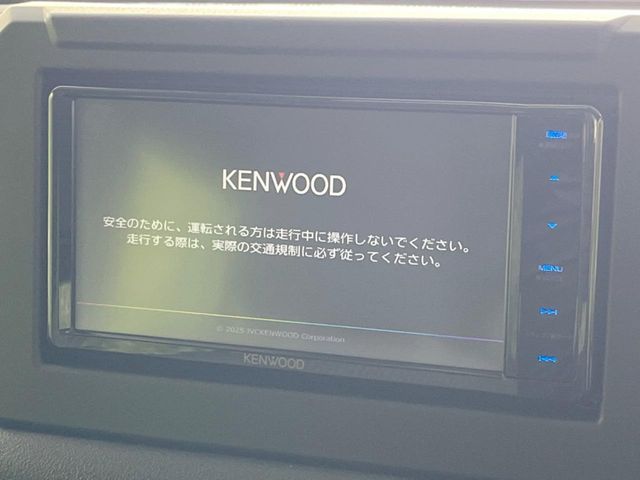 KENWOOD
安全のために、運転される方は走行中に操作しないでください。
走行する際は、実際の交通規制に必ず従ってください。
© 2025 JVCKENWOOD Corporation
KENWOOD
MENU